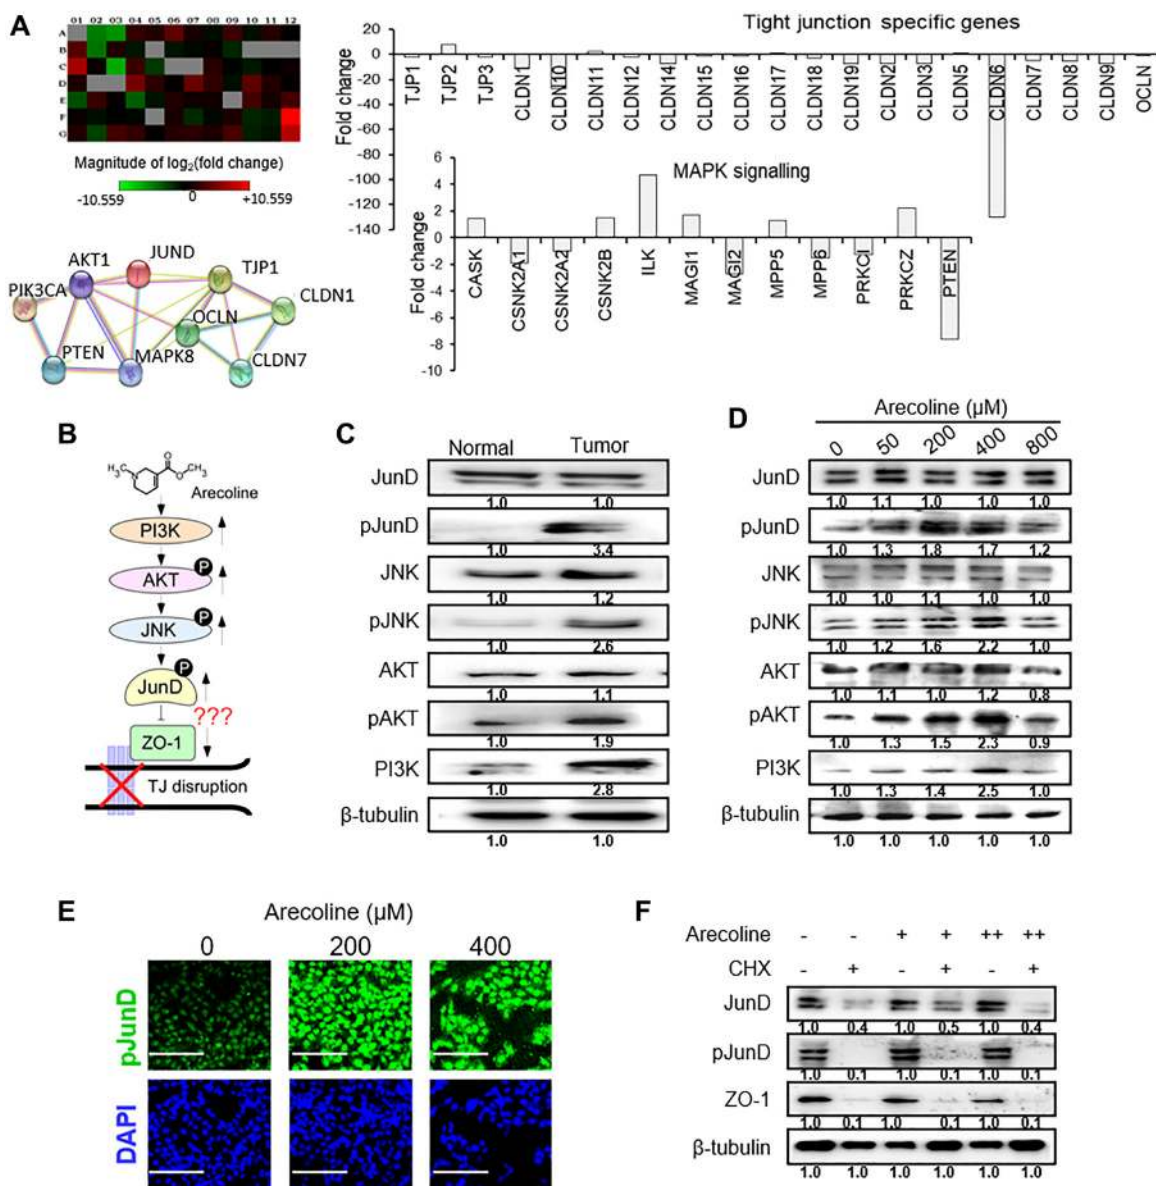 A
01 02 03 04 05 06 07 08 09 10 11 12
A
B
C
D
E
F
G
Magnitude of log2(fold change)
-10.559 0 +10.559
AKT1
JUND
TJP1
PIK3CA
CLDN1
OCLN
PTEN
MAPK8
CLDN7
Tight junction specific genes
Fold change
20
0
-20
-40
-60
-80
-100
-120
-140
TJP1 TJP2 TJP3 CLDN1 CLDN10 CLDN11 CLDN12 CLDN14 CLDN15 CLDN16 CLDN17 CLDN18 CLDN19 CLDN2 CLDN3 CLDN5 CLDN6 CLDN7 CLDN8 CLDN9 OCLN
MAPK signalling
Fold change
6
4
2
0
-2
-4
-6
-8
-10
CASK CSNK2A1 CSNK2A2 CSNK2B ILK MAGI1 MAGI2 MPP5 MPP6 PRKCI PRKCZ PTEN
B
H3C N O O CH3
Arecoline
PI3K
AKT P
JNK P
JunD P
???
ZO-1
TJ disruption
C
Normal Tumor
JunD
1.0 1.0
pJunD
1.0 3.4
JNK
1.0 1.2
pJNK
1.0 2.6
AKT
1.0 1.1
pAKT
1.0 1.9
PI3K
1.0 2.8
β-tubulin
1.0 1.0
D
Arecoline (µM)
0 50 200 400 800
JunD
1.0 1.1 1.0 1.0 1.0
pJunD
1.0 1.3 1.8 1.7 1.2
JNK
1.0 1.0 1.1 1.0 1.0
pJNK
1.0 1.2 1.6 2.2 1.0
AKT
1.0 1.1 1.0 1.2 0.8
pAKT
1.0 1.3 1.5 2.3 0.9
PI3K
1.0 1.3 1.4 2.5 1.0
β-tubulin
1.0 1.0 1.0 1.0 1.0
E
Arecoline (µM)
0 200 400
pJunD
DAPI
F
Arecoline - - + + ++ ++
CHX - + - + - +
JunD
1.0 0.4 1.0 0.5 1.0 0.4
pJunD
1.0 0.1 1.0 0.1 1.0 0.1
ZO-1
1.0 0.1 1.0 0.1 1.0 0.1
β-tubulin
1.0 1.0 1.0 1.0 1.0 1.0